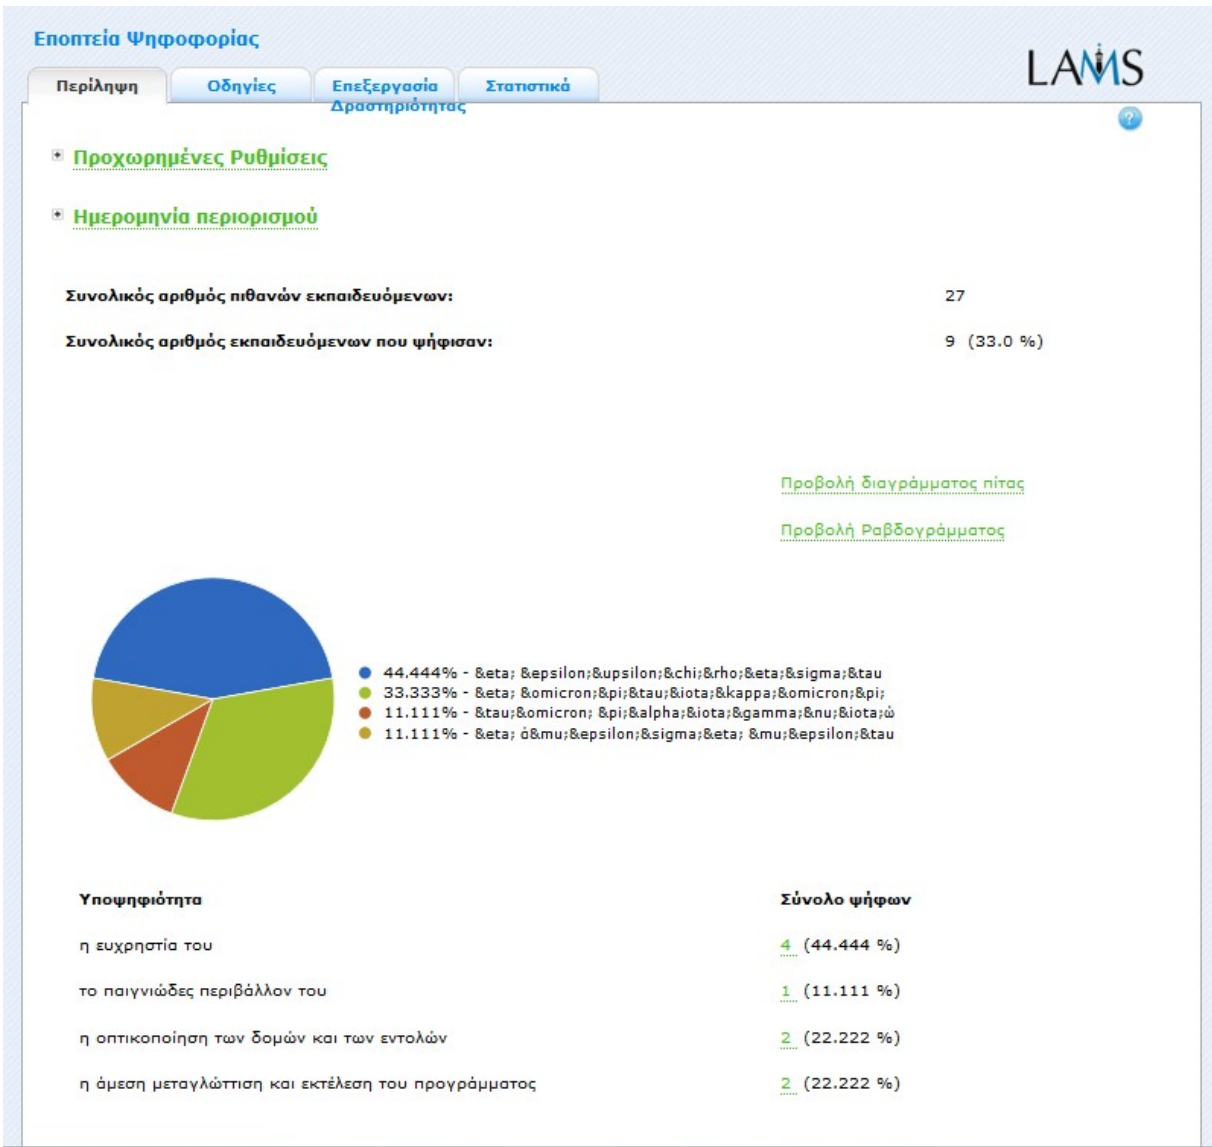 Εποπτεία Ψηφοφορίας
LAMS
Περίληψη
Οδηγίες
Επεξεργασία
Δραστηριότητας
Στατιστικά
?
Προχωρημένες Ρυθμίσεις
Ημερομηνία περιορισμού
Συνολικός αριθμός πιθανών εκπαιδευόμενων: 27
Συνολικός αριθμός εκπαιδευόμενων που ψήφισαν: 9 (33.0 %)
Προβολή διαγράμματος πίτας
Προβολή Ραβδογράμματος
44.444% - &eta; &epsilon;&upsilon;&chi;&rho;&eta;&sigma;&tau
33.333% - &eta; &omicron;&pi;&tau;&iota;&kappa;&omicron;&pi;
11.111% - &tau;&omicron; &pi;&alpha;&iota;&gamma;&nu;&iota;ώ
11.111% - &eta; ά&mu;&epsilon;&sigma;&eta; &mu;&epsilon;&tau
Υποψηφιότητα Σύνολο ψήφων
η ευχρηστία του 4 (44.444 %)
το παιγνιώδες περιβάλλον του 1 (11.111 %)
η οπτικοποίηση των δομών και των εντολών 2 (22.222 %)
η άμεση μεταγλώττιση και εκτέλεση του προγράμματος 2 (22.222 %)